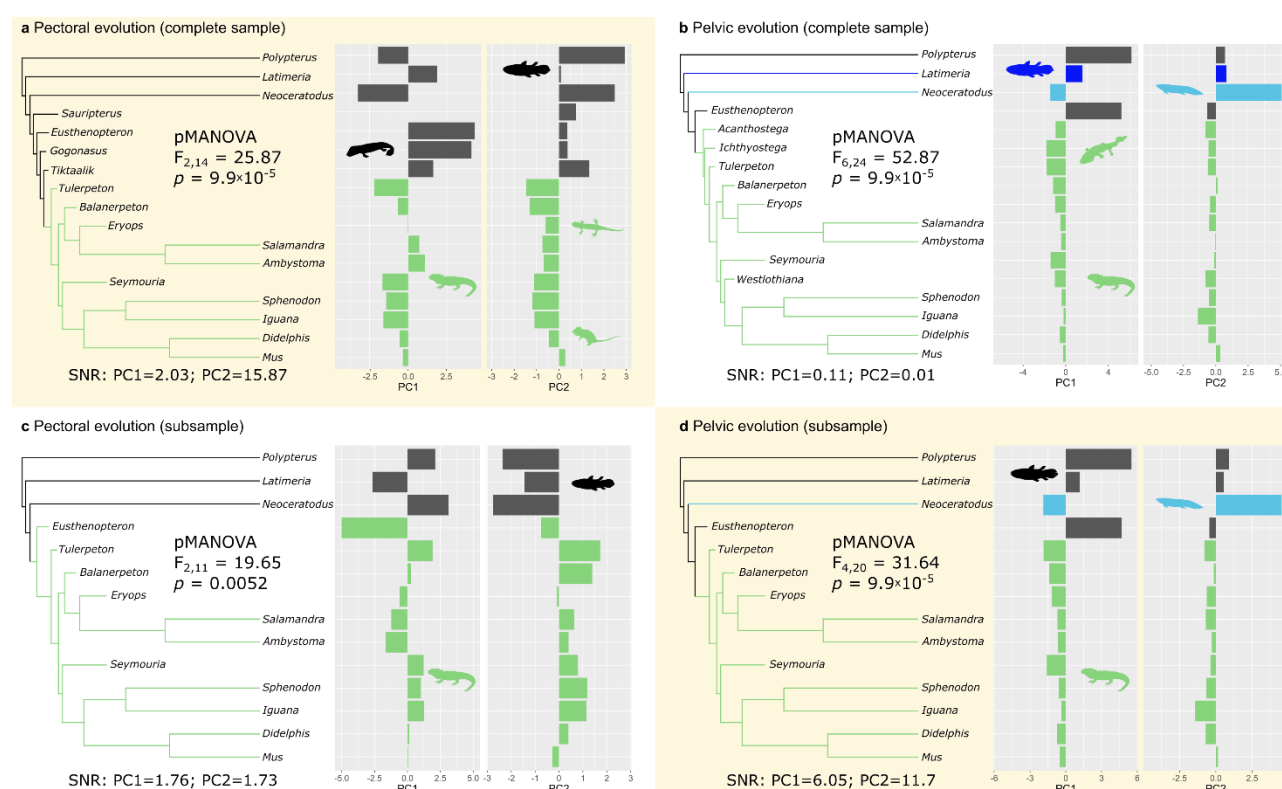 a Pectoral evolution (complete sample)
Polypterus
Latimeria
Neoceratodus
Sauripterus
Eusthenopteron
Gogonasus
Tiktaalik
Tulerpeton
Balanerpeton
Eryops
Salamandra
Ambystoma
Seymouria
Sphenodon
Iguana
Didelphis
Mus
pMANOVA
F2,14 = 25.87
p = 9.9×10-5
SNR: PC1=2.03; PC2=15.87
-2.5 0.0 2.5
PC1
-3 -2 -1 0 1 2 3
PC2
b Pelvic evolution (complete sample)
Polypterus
Latimeria
Neoceratodus
Eusthenopteron
Acanthostega
Ichthyostega
Tulerpeton
Balanerpeton
Eryops
Salamandra
Ambystoma
Seymouria
Westlothiana
Sphenodon
Iguana
Didelphis
Mus
pMANOVA
F6,24 = 52.87
p = 9.9×10-5
SNR: PC1=0.11; PC2=0.01
-4 0 4
PC1
-5.0 -2.5 0.0 2.5 5.0
PC2
c Pectoral evolution (subsample)
Polypterus
Latimeria
Neoceratodus
Eusthenopteron
Tulerpeton
Balanerpeton
Eryops
Salamandra
Ambystoma
Seymouria
Sphenodon
Iguana
Didelphis
Mus
pMANOVA
F2,11 = 19.65
p = 0.0052
SNR: PC1=1.76; PC2=1.73
-5.0 -2.5 0.0 2.5 5.0
PC1
-3 -2 -1 0 1 2 3
PC2
d Pelvic evolution (subsample)
Polypterus
Latimeria
Neoceratodus
Eusthenopteron
Tulerpeton
Balanerpeton
Eryops
Salamandra
Ambystoma
Seymouria
Sphenodon
Iguana
Didelphis
Mus
pMANOVA
F4,20 = 31.64
p = 9.9×10-5
SNR: PC1=6.05; PC2=11.7
-6 -3 0 3 6
PC1
-5.0 -2.5 0.0 2.5
PC2